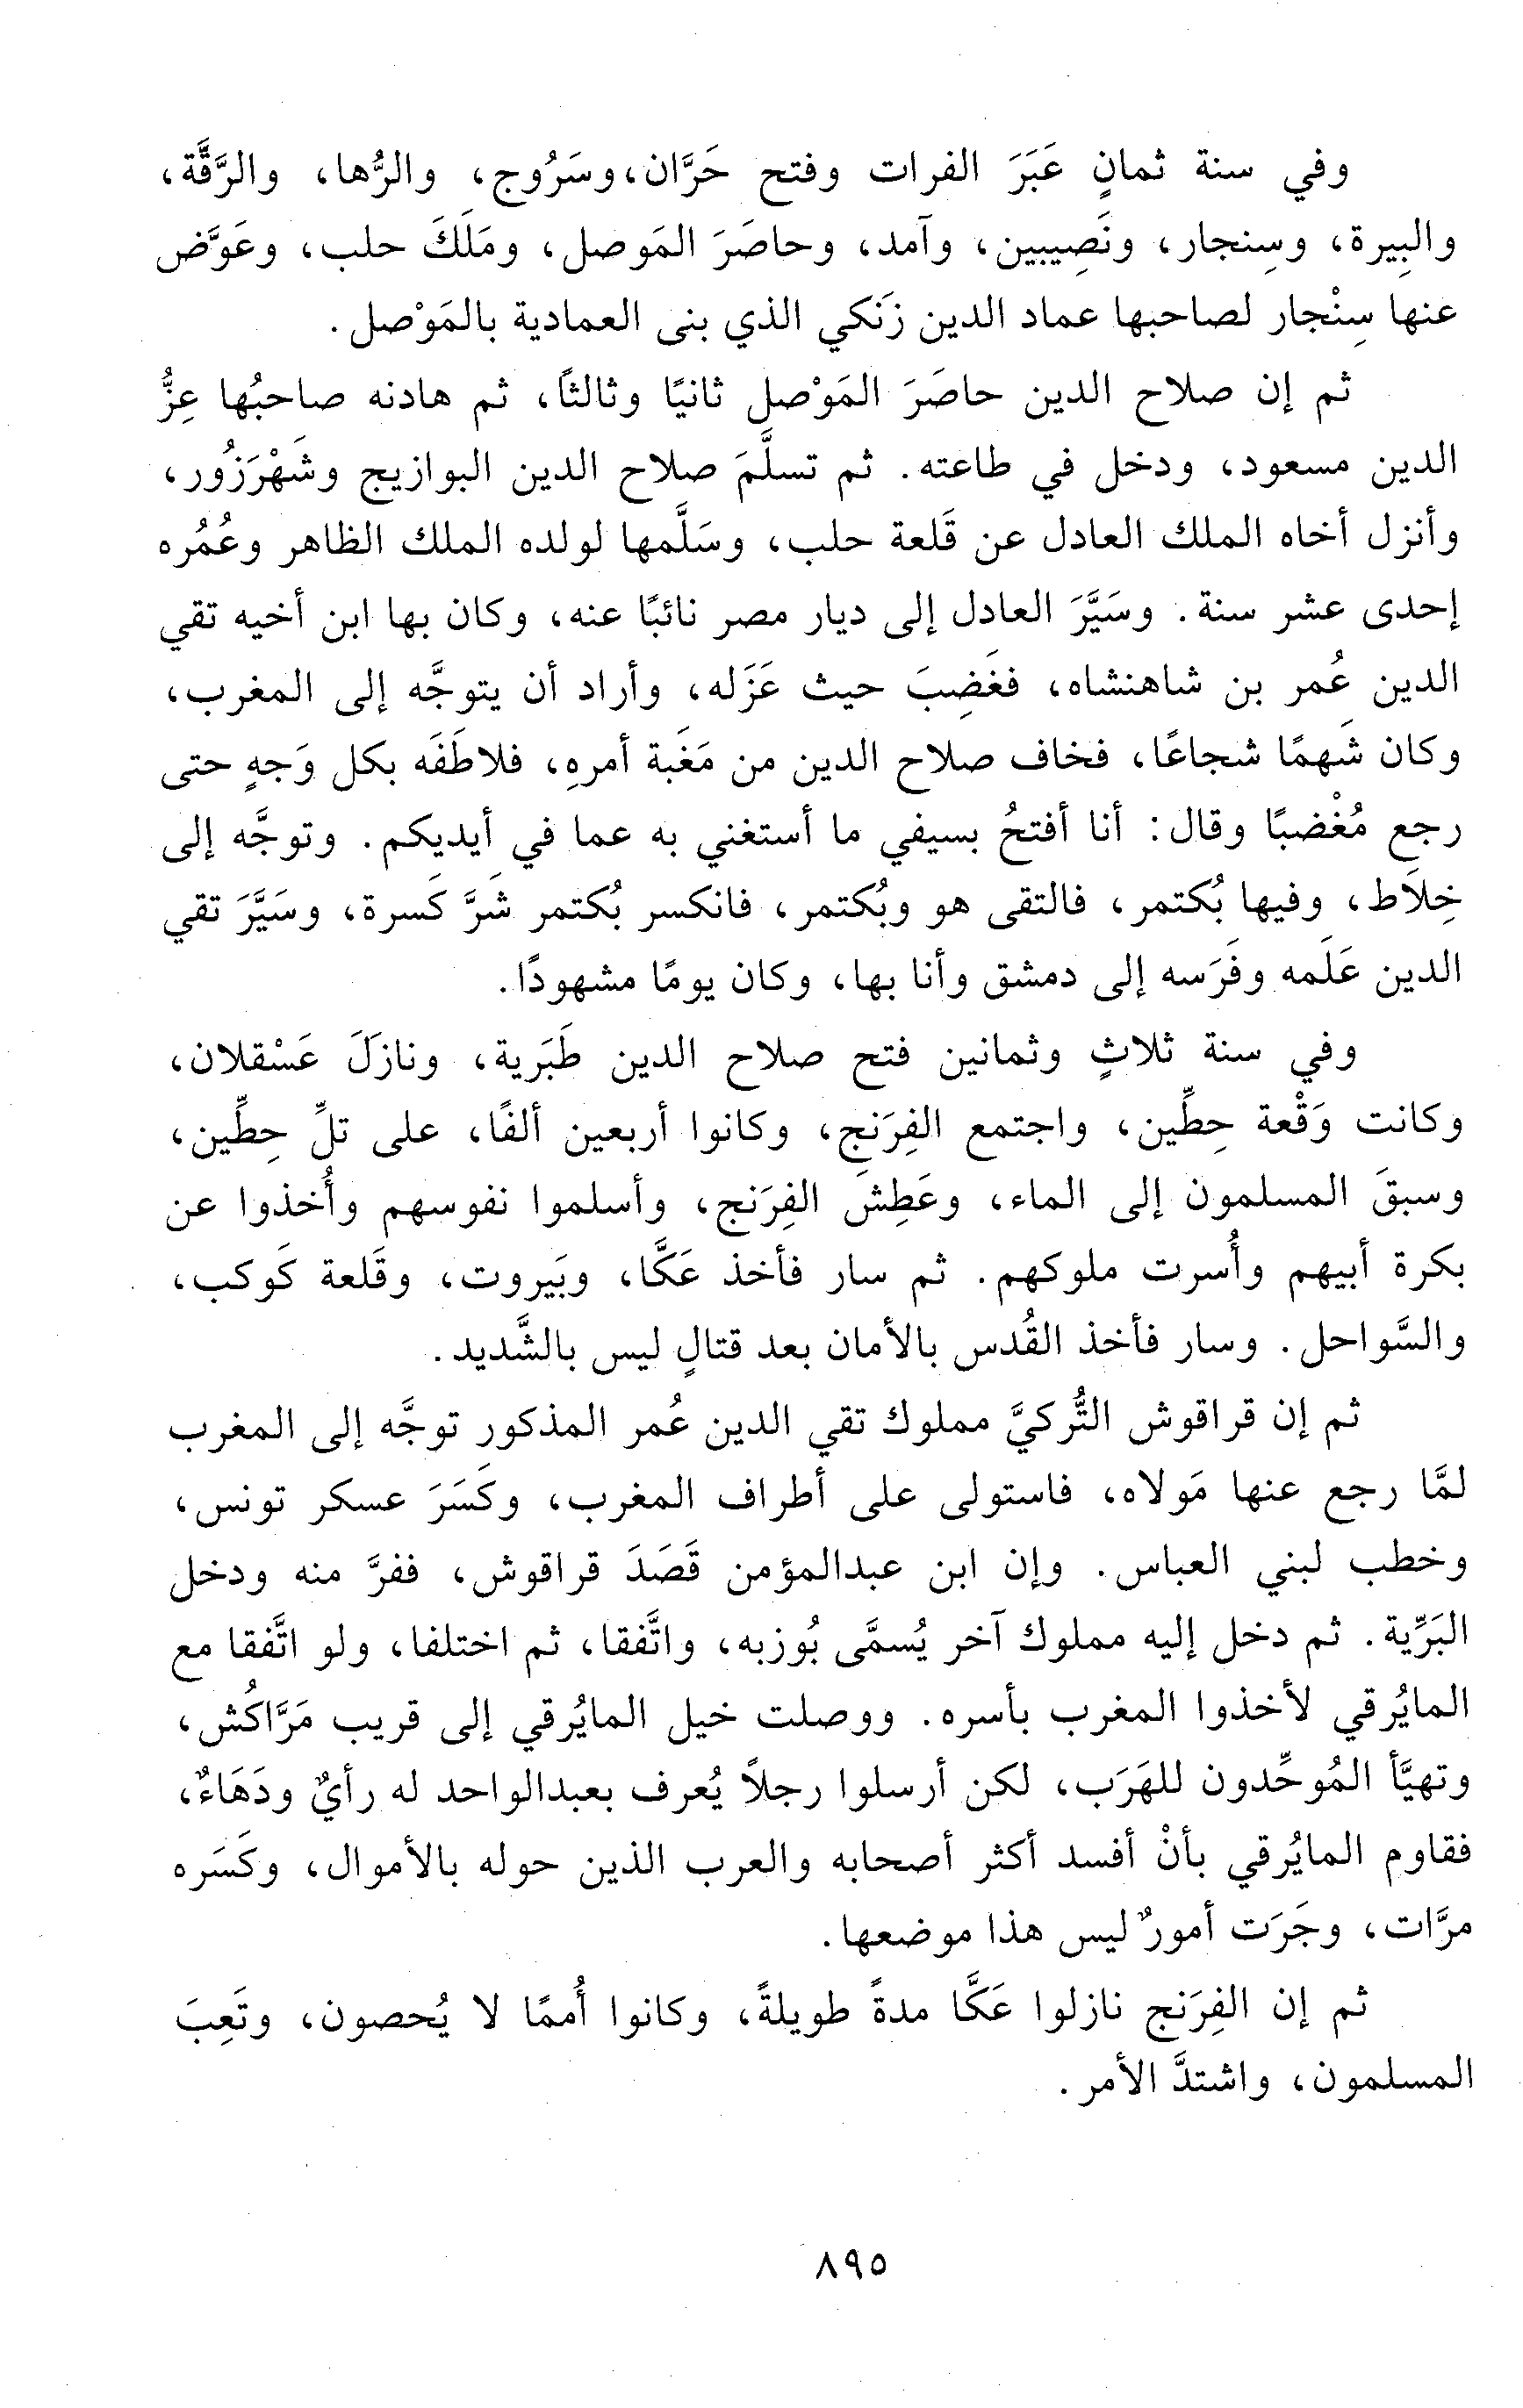 وفي سنة ثمانٍ عَبَرَ الفرات وفتح حَرَّان، وسَرُوج، والرُّها، والرَّقَّة،
والبِيرة، وسِنجار، ونَصِيبين، وآمد، وحاصَرَ المَوصل، ومَلَكَ حلب، وعَوَّض
عنها سِنْجار لصاحبها عماد الدين زَنكي الذي بنى العمادية بالمَوْصل.
ثم إن صلاح الدين حاصَرَ المَوْصل ثانيًا وثالثًا، ثم هادنه صاحبُها عِزُّ
الدين مسعود، ودخل في طاعته. ثم تسلَّمَ صلاح الدين البوازيج وشَهْرَزُور،
وأنزل أخاه الملك العادل عن قَلعة حلب، وسَلَّمها لولده الملك الظاهر وعُمُره
إحدى عشر سنة. وسَيَّرَ العادل إلى ديار مصر نائبًا عنه، وكان بها ابن أخيه تقي
الدين عُمر بن شاهنشاه، فغَضِبَ حيث عَزَله، وأراد أن يتوجَّه إلى المغرب،
وكان شَهمًا شجاعًا، فخاف صلاح الدين من مَغَبة أمرهِ، فلاطَفَه بكل وَجهٍ حتى
رجع مُغْضبًا وقال: أنا أفتحُ بسيفي ما أستغني به عما في أيديكم. وتوجَّه إلى
خِلاَط، وفيها بُكتمر، فالتقى هو وبُكتمر، فانكسر بُكتمر شَرَّ كَسرة، وسَيَّرَ تقي
الدين عَلَمه وفَرَسه إلى دمشق وأنا بها، وكان يومًا مشهودًا.
وفي سنة ثلاثٍ وثمانين فتح صلاح الدين طَبَرية، ونازَلَ عَسْقلان،
وكانت وَقْعة حِطِّين، واجتمع الفِرَنج، وكانوا أربعين ألفًا، على تلِّ حِطِّين،
وسبقَ المسلمون إلى الماء، وعَطِشَ الفِرَنج، وأسلموا نفوسهم وأُخذوا عن
بكرة أبيهم وأُسرت ملوكهم. ثم سار فأخذ عَكَّا، وبَيروت، وقَلعة كَوكب،
والسَّواحل. وسار فأخذ القُدس بالأمان بعد قتالٍ ليس بالشَّديد.
ثم إن قراقوش التُّركيَّ مملوك تقي الدين عُمر المذكور توجَّه إلى المغرب
لمَّا رجع عنها مَولاه، فاستولى على أطراف المغرب، وكَسَرَ عسكر تونس،
وخطب لبني العباس. وإن ابن عبدالمؤمن قَصَدَ قراقوش، ففرَّ منه ودخل
البَرِّية. ثم دخل إليه مملوك آخر يُسمَّى بُوزبه، واتَّفقا، ثم اختلفا، ولو اتَّفقا مع
المايُرقي لأخذوا المغرب بأسره. ووصلت خيل المايُرقي إلى قريب مَرَّاكُش،
وتهيَّأ المُوحِّدون للهَرَب، لكن أرسلوا رجلاً يُعرف بعبدالواحد له رأيٌ ودَهَاءٌ،
فقاوم المايُرقي بأنْ أفسد أكثر أصحابه والعرب الذين حوله بالأموال، وكَسَره
مرَّات، وجَرَت أمورٌ ليس هذا موضعها.
ثم إن الفِرَنج نازلوا عَكَّا مدةً طويلةً، وكانوا أُممًا لا يُحصون، وتَعِبَ
المسلمون، واشتدَّ الأمر.
٨٩٥